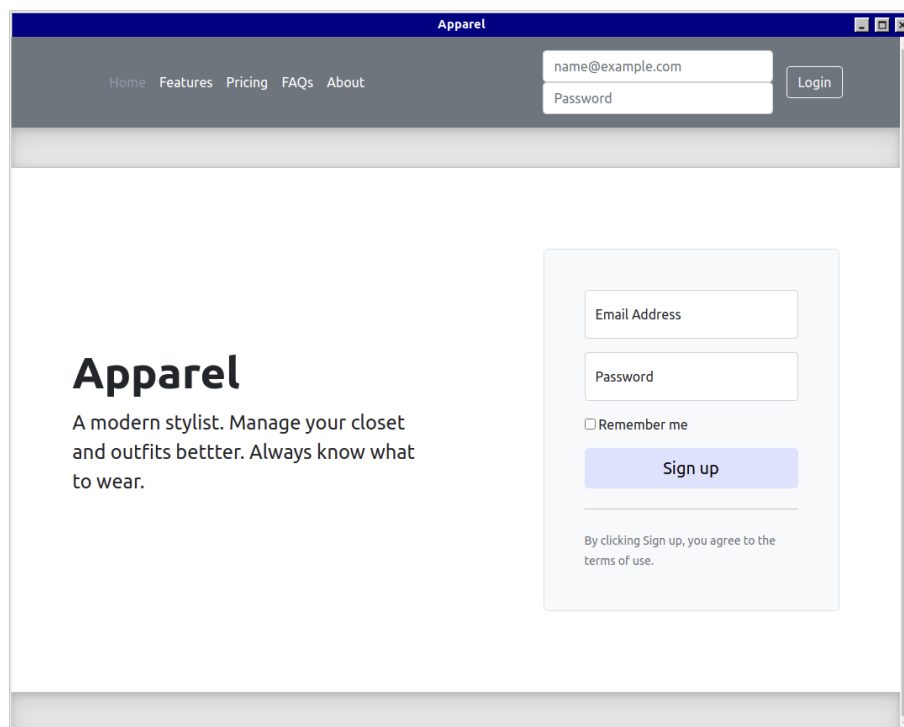 Apparel
Home Features Pricing FAQs About
name@example.com
Password
Login
Apparel
A modern stylist. Manage your closet
and outfits bettter. Always know what
to wear.
Email Address
Password
Remember me
Sign up
By clicking Sign up, you agree to the
terms of use.